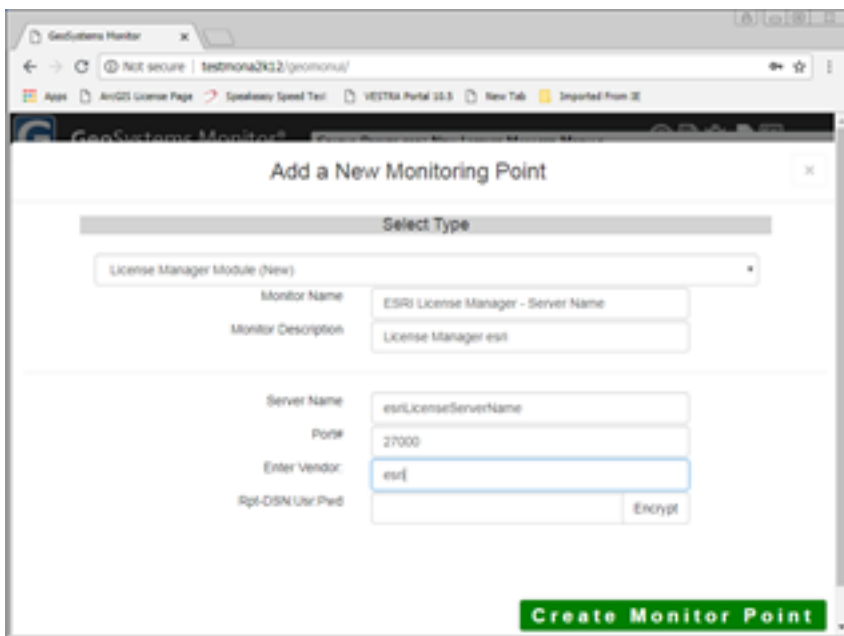 GeoSystems Monitor
Not secure | testmona2k12/geomonui/
Apps ArcGIS License Page Speakeasy Speed Test VESTRA Portal 10.5 New Tab Imported From IE
GeoSystems Monitor
Add a New Monitoring Point
Select Type
License Manager Module (New)
Monitor Name ESRI License Manager - Server Name
Monitor Description License Manager esri
Server Name esriLicenseServerName
Port# 27000
Enter Vendor: esri
Rpt-DSN:Usr:Pwd Encrypt
Create Monitor Point